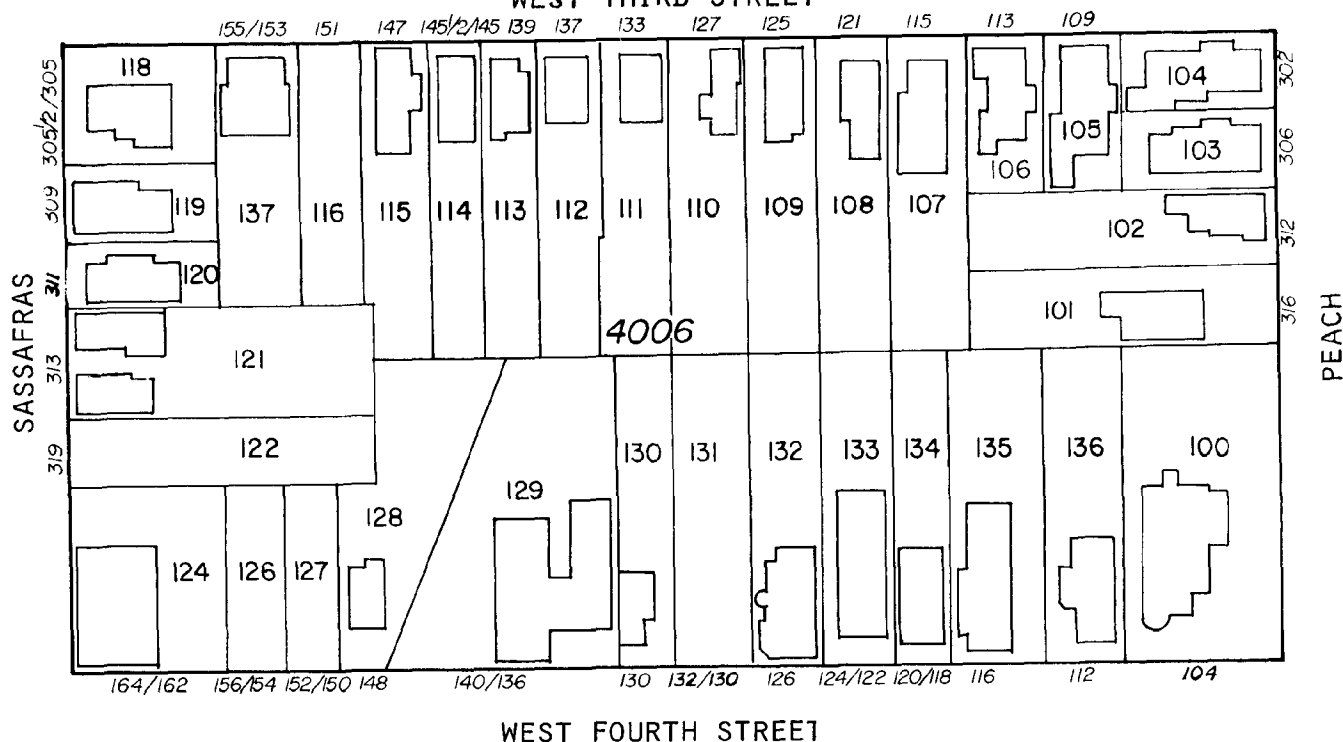 WEST THIRD STREET
155/153 151 147 145½/145 139 137 133 127 125 121 115 113 109
305½/305 118 104 302
105 103 306
106
309 119 137 116 115 114 113 112 111 110 109 108 107
102 312
311 120
101 316
4006
SASSAFRAS
PEACH
313 121
319 122 130 131 132 133 134 135 136 100
129
128
124 126 127
164/162 156/154 152/150 148 140/136 130 132/130 126 124/122 120/118 116 112 104
WEST FOURTH STREET